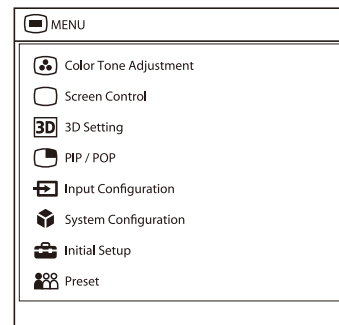 MENU
Color Tone Adjustment
Screen Control
3D 3D Setting
PIP / POP
Input Configuration
System Configuration
Initial Setup
Preset